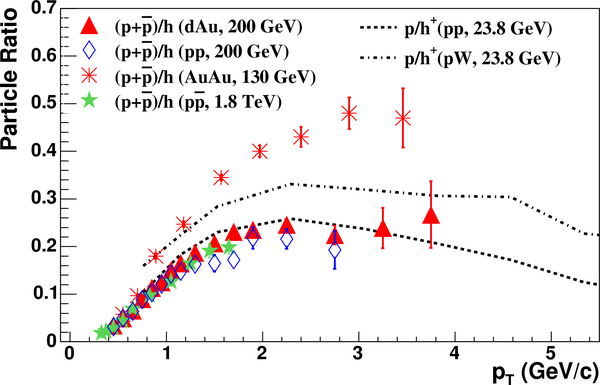 0.7
0.6
0.5
0.4
0.3
0.2
0.1
0
Particle Ratio
(p+p̅)/h (dAu, 200 GeV)
(p+p̅)/h (pp, 200 GeV)
(p+p̅)/h (AuAu, 130 GeV)
(p+p̅)/h (pp̅, 1.8 TeV)
p/h⁺(pp, 23.8 GeV)
p/h⁺(pW, 23.8 GeV)
0 1 2 3 4 5
p_T (GeV/c)